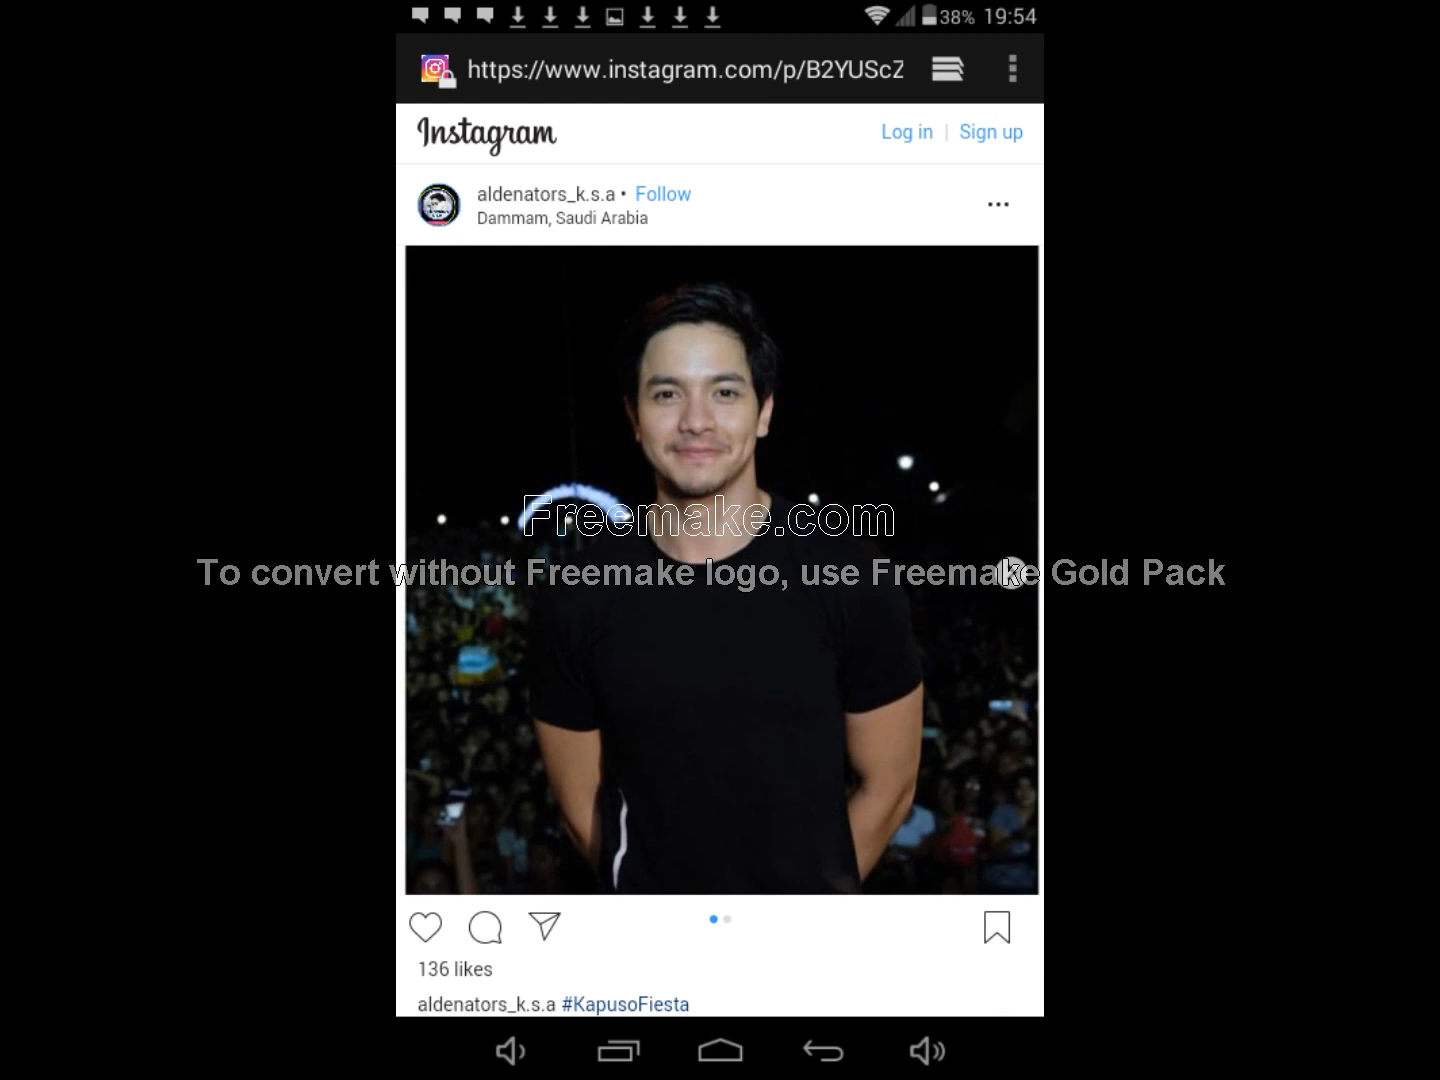 38% 19:54
https://www.instagram.com/p/B2YUScZ
Instagram
Log in | Sign up
aldenators_k.s.a • Follow
Dammam, Saudi Arabia
Freemake.com
To convert without Freemake logo, use Freemake Gold Pack
136 likes
aldenators_k.s.a #KapusoFiesta